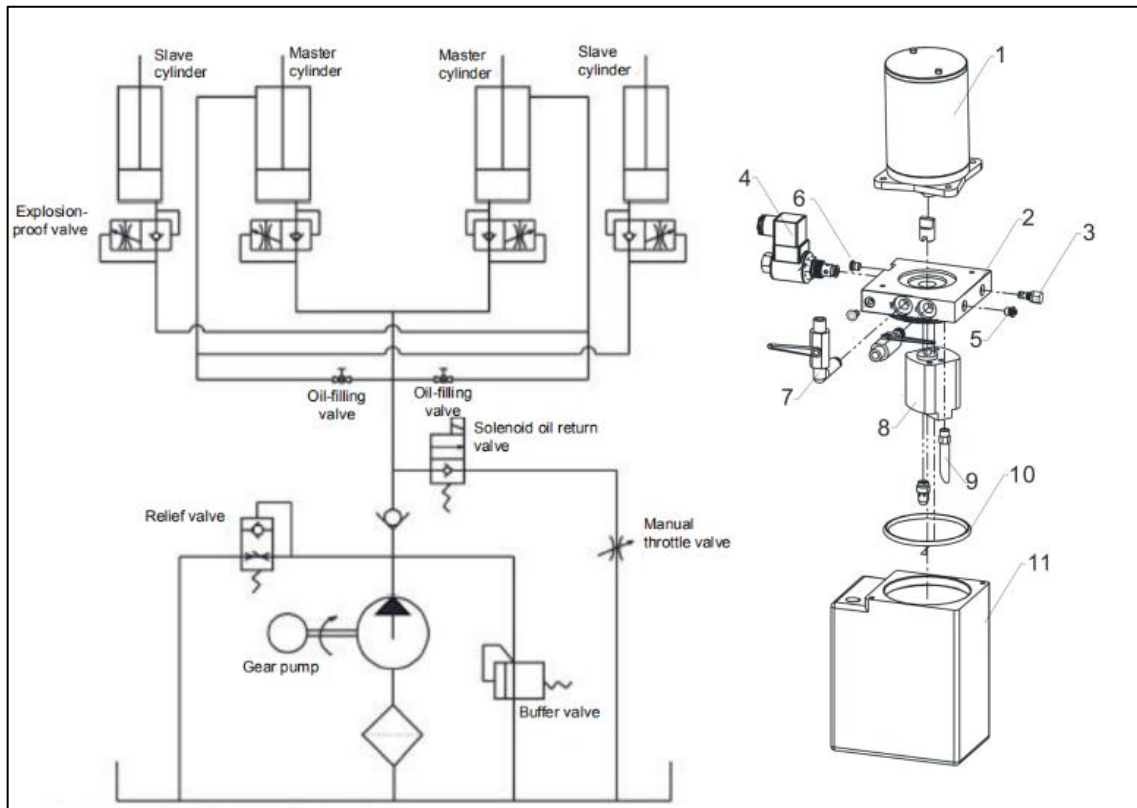 Slave
cylinder
Master
cylinder
Master
cylinder
Slave
cylinder
Explosion-
proof valve
Oil-filling
valve
Oil-filling
valve
Solenoid oil return
valve
Relief valve
Manual
throttle valve
Gear pump
Buffer valve
1
2
3
4
5
6
7
8
9
10
11